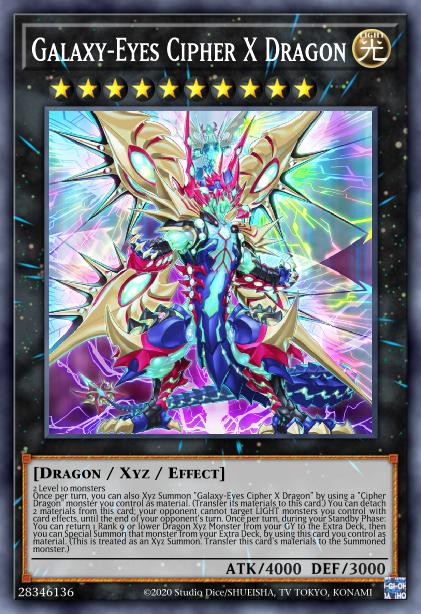 Galaxy-Eyes Cipher X Dragon
LIGHT
光
[Dragon / Xyz / Effect]
2 Level 10 monsters
Once per turn, you can also Xyz Summon "Galaxy-Eyes Cipher X Dragon" by using a "Cipher
Dragon" monster you control as material. (Transfer its materials to this card.) You can detach
2 materials from this card; your opponent cannot target LIGHT monsters you control with
card effects, until the end of your opponent's turn. Once per turn, during your Standby Phase:
You can return 1 Rank 9 or lower Dragon Xyz Monster from your GY to the Extra Deck, then
you can Special Summon that monster from your Extra Deck, by using this card you control as
material. (This is treated as an Xyz Summon. Transfer this card's materials to the Summoned
monster.)
ATK/4000 DEF/3000
28346136
©2020 Studio Dice/SHUEISHA, TV TOKYO, KONAMI